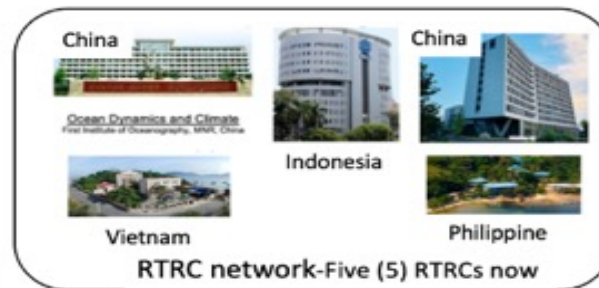 China
China
Ocean Dynamics and Climate
First Institute of Oceanography, MNR, China
Indonesia
Vietnam
Philippine
RTRC network-Five (5) RTRCs now